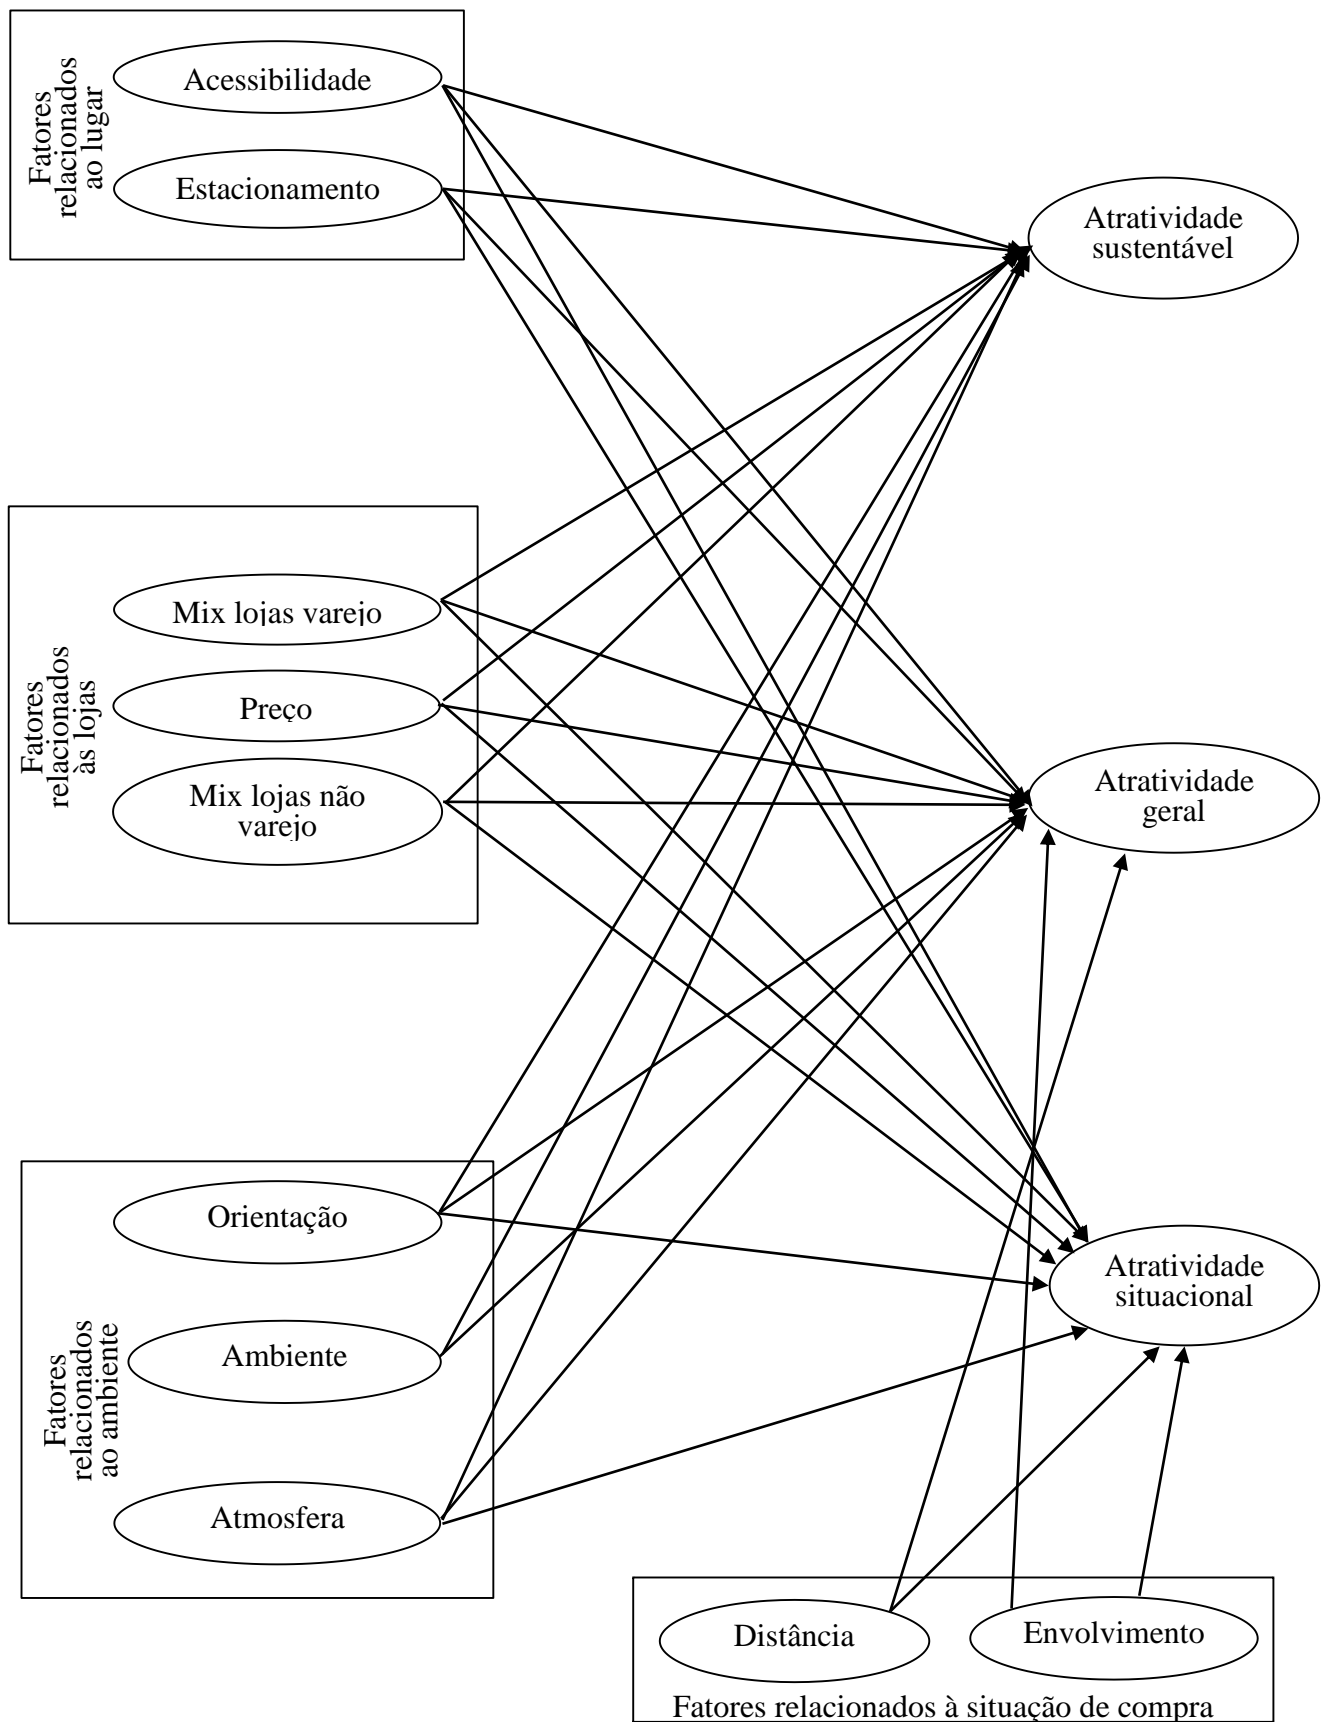 Fatores
relacionados
ao lugar
Acessibilidade
Estacionamento
Atratividade
sustentável
Fatores
relacionados
às lojas
Mix lojas varejo
Preço
Mix lojas não
varejo
Atratividade
geral
Fatores
relacionados
ao ambiente
Orientação
Ambiente
Atmosfera
Atratividade
situacional
Distância
Envolvimento
Fatores relacionados à situação de compra